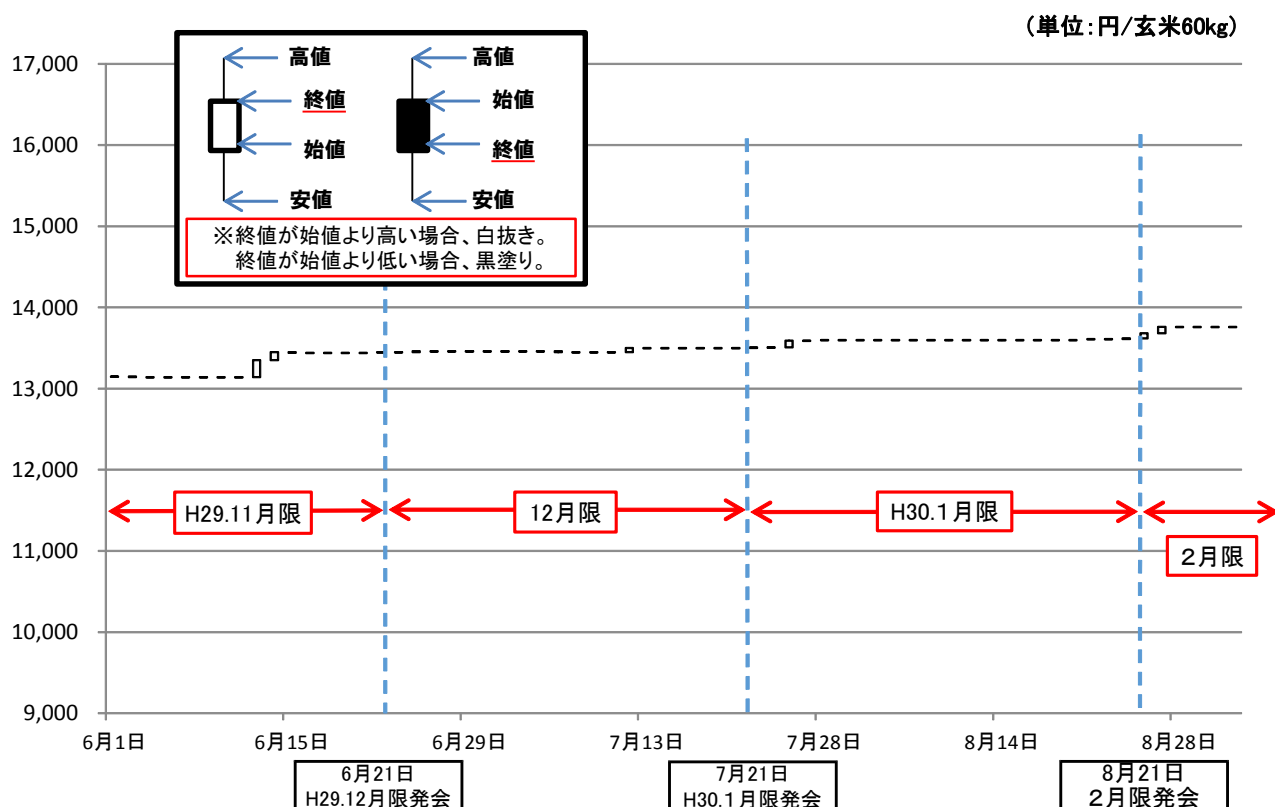 (単位:円/玄米60kg)
高値 高値
終値 始値
始値 終値
安値 安値
※終値が始値より高い場合、白抜き。
終値が始値より低い場合、黒塗り。
17,000
16,000
15,000
14,000
13,000
12,000
11,000
10,000
9,000
H29.11月限 12月限 H30.1月限
2月限
6月1日 6月15日 6月29日 7月13日 7月28日 8月14日 8月28日
6月21日
H29.12月限発会
7月21日
H30.1月限発会
8月21日
2月限発会